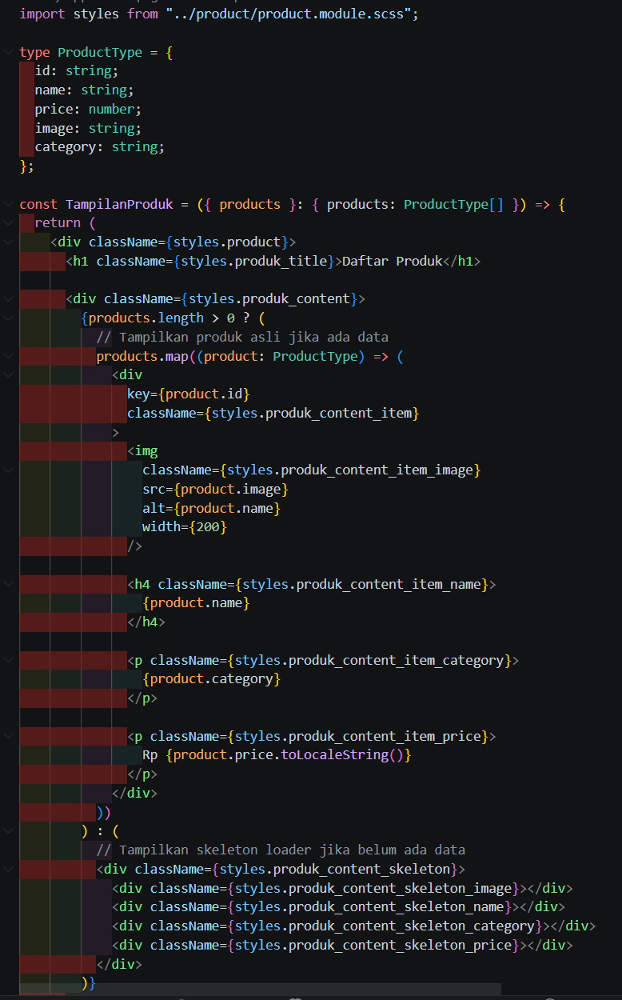 import styles from "../product/product.module.scss";
type ProductType = {
id: string;
name: string;
price: number;
image: string;
category: string;
};
const TampilanProduk = ({ products }: { products: ProductType[] }) => {
return (
<div className={styles.product}>
<h1 className={styles.produk_title}>Daftar Produk</h1>
<div className={styles.produk_content}>
{products.length > 0 ? (
// Tampilkan produk asli jika ada data
products.map((product: ProductType) => (
<div
key={product.id}
className={styles.produk_content_item}
>
<img
className={styles.produk_content_item_image}
src={product.image}
alt={product.name}
width={200}
/>
<h4 className={styles.produk_content_item_name}>
{product.name}
</h4>
<p className={styles.produk_content_item_category}>
{product.category}
</p>
<p className={styles.produk_content_item_price}>
Rp {product.price.toLocaleString()}
</p>
</div>
))
) : (
// Tampilkan skeleton loader jika belum ada data
<div className={styles.produk_content_skeleton}>
<div className={styles.produk_content_skeleton_image}></div>
<div className={styles.produk_content_skeleton_name}></div>
<div className={styles.produk_content_skeleton_category}></div>
<div className={styles.produk_content_skeleton_price}></div>
</div>
)}